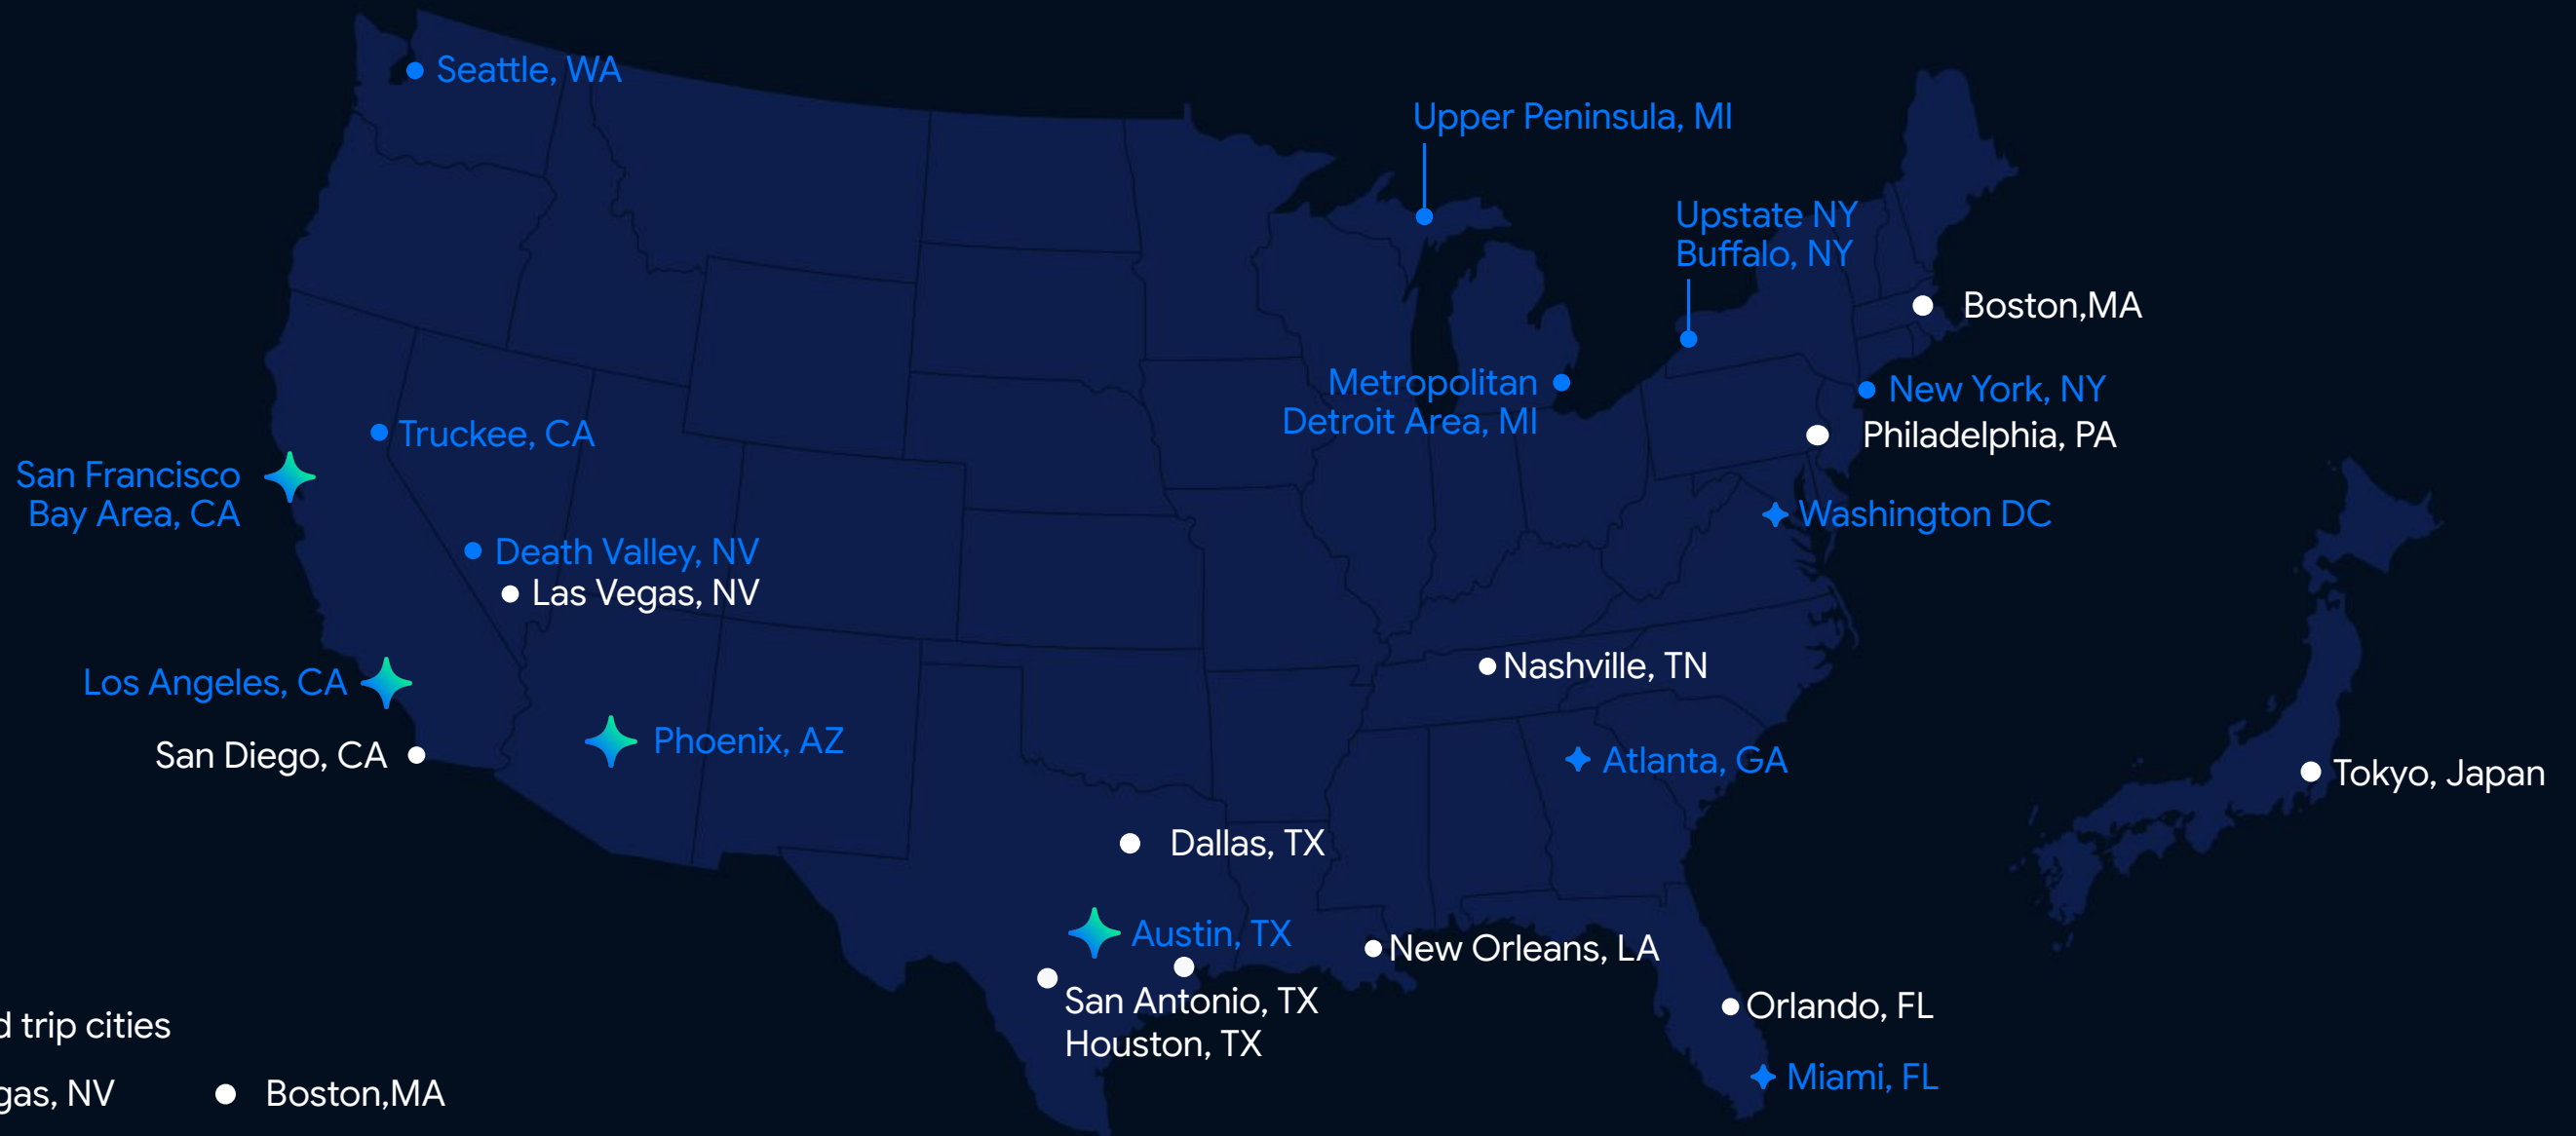 Seattle, WA
Upper Peninsula, MI
Upstate NY
Buffalo, NY
Boston,MA
Metropolitan
Detroit Area, MI
New York, NY
Truckee, CA
Philadelphia, PA
San Francisco
Bay Area, CA
Washington DC
Death Valley, NV
Las Vegas, NV
Nashville, TN
Los Angeles, CA
Phoenix, AZ
San Diego, CA
Atlanta, GA
Tokyo, Japan
Dallas, TX
Austin, TX
New Orleans, LA
San Antonio, TX
Houston, TX
Orlando, FL
trip cities
Miami, FL
NV
Boston,MA